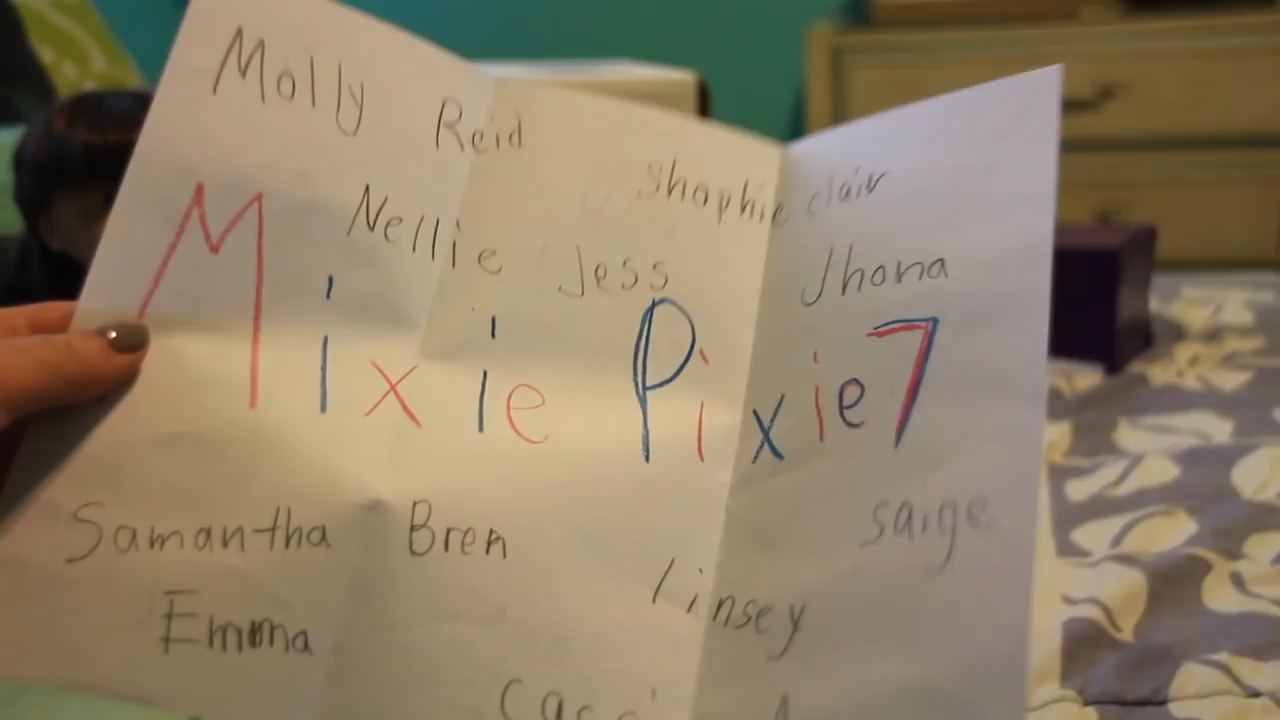 Molly Reid
Shophie clair
Nellie Jess Jhona
Mixie Pixie7
Samantha Bren saige
Emma Linsey